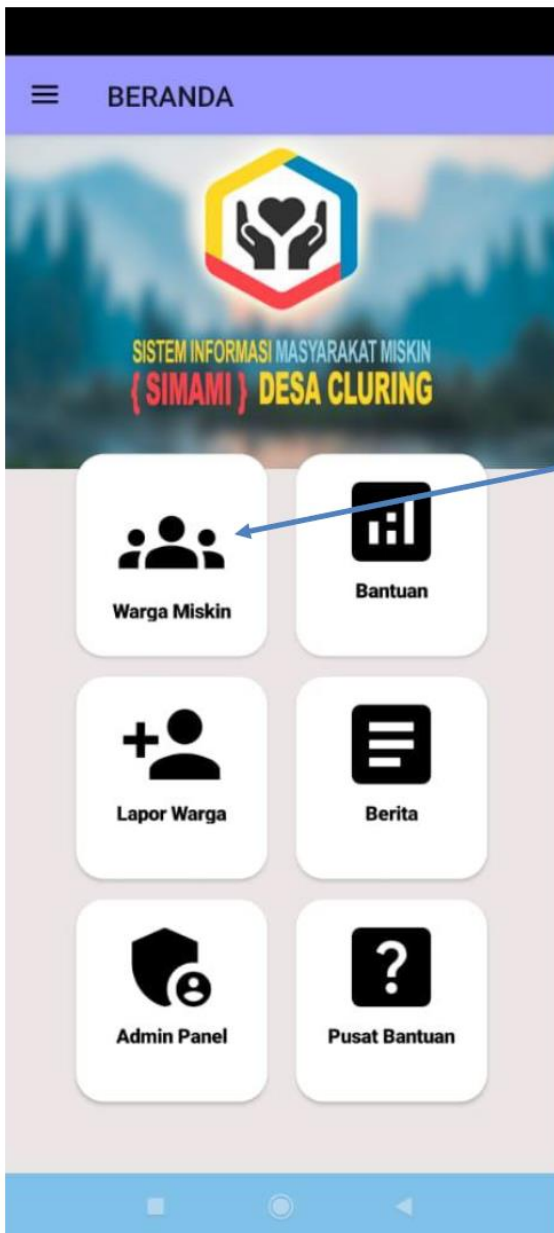 BERANDA
SISTEM INFORMASI MASYARAKAT MISKIN
{ SIMAMI } DESA CLURING
Warga Miskin
Bantuan
Lapor Warga
Berita
Admin Panel
Pusat Bantuan